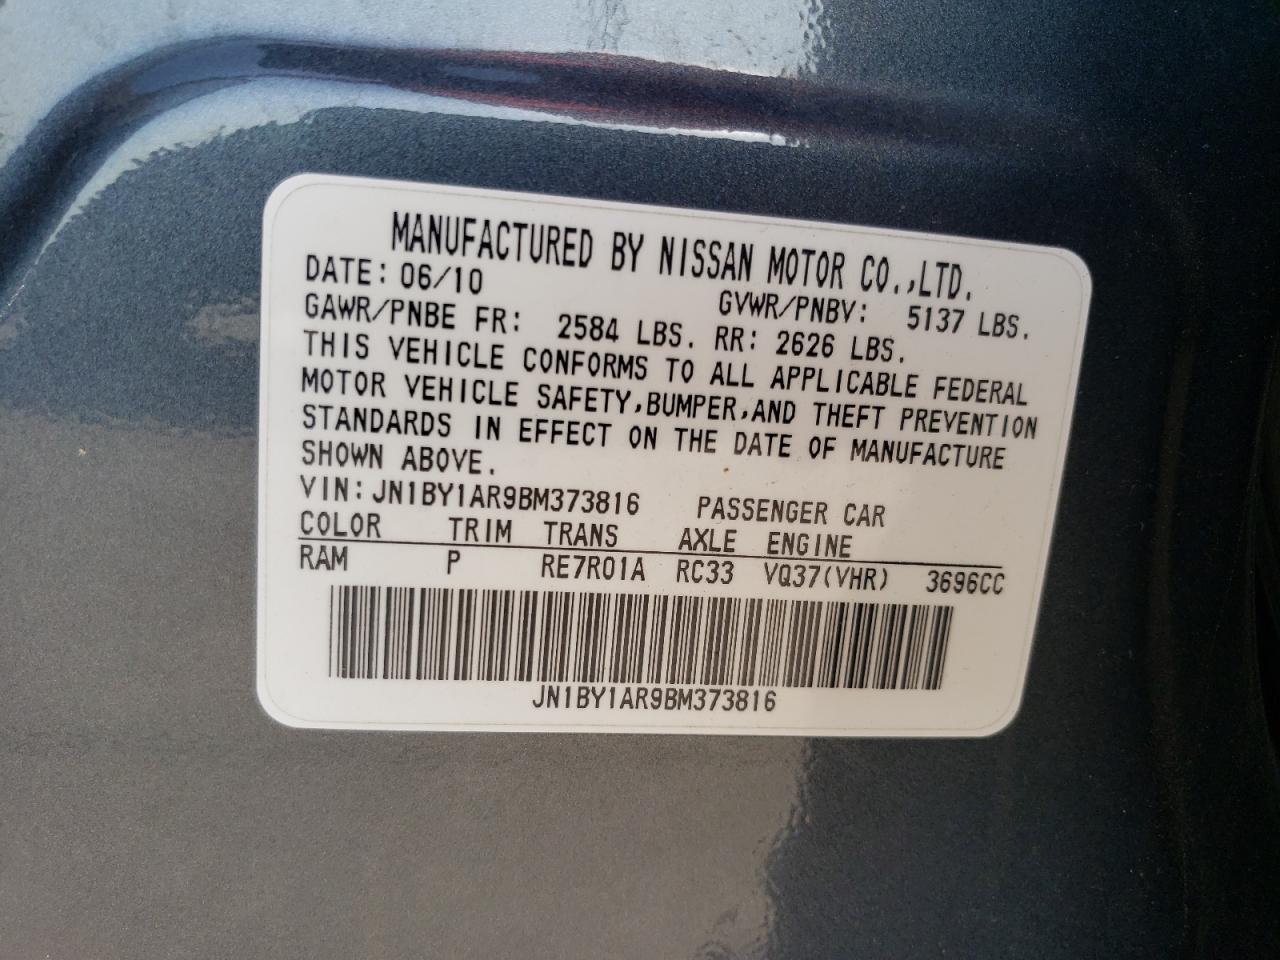 MANUFACTURED BY NISSAN MOTOR CO.,LTD.
DATE: 06/10 GVWR/PNBV: 5137 LBS.
GAWR/PNBE FR: 2584 LBS. RR: 2626 LBS.
THIS VEHICLE CONFORMS TO ALL APPLICABLE FEDERAL
MOTOR VEHICLE SAFETY,BUMPER,AND THEFT PREVENTION
STANDARDS IN EFFECT ON THE DATE OF MANUFACTURE
SHOWN ABOVE.
VIN: JN1BY1AR9BM373816 PASSENGER CAR
COLOR TRIM TRANS AXLE ENGINE
RAM P RE7R01A RC33 VQ37(VHR) 3696CC
JN1BY1AR9BM373816